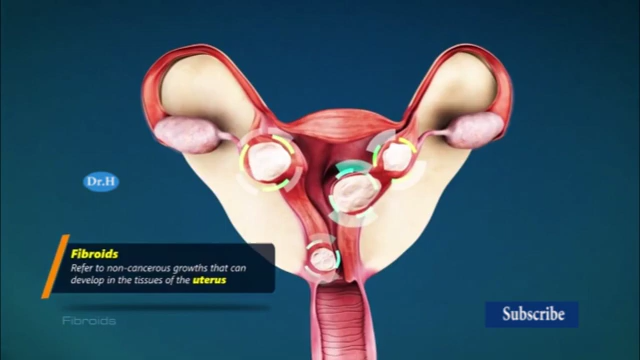 Dr.H
Fibroids
Refer to non-cancerous growths that can
develop in the tissues of the uterus
Fibroids
Subscribe